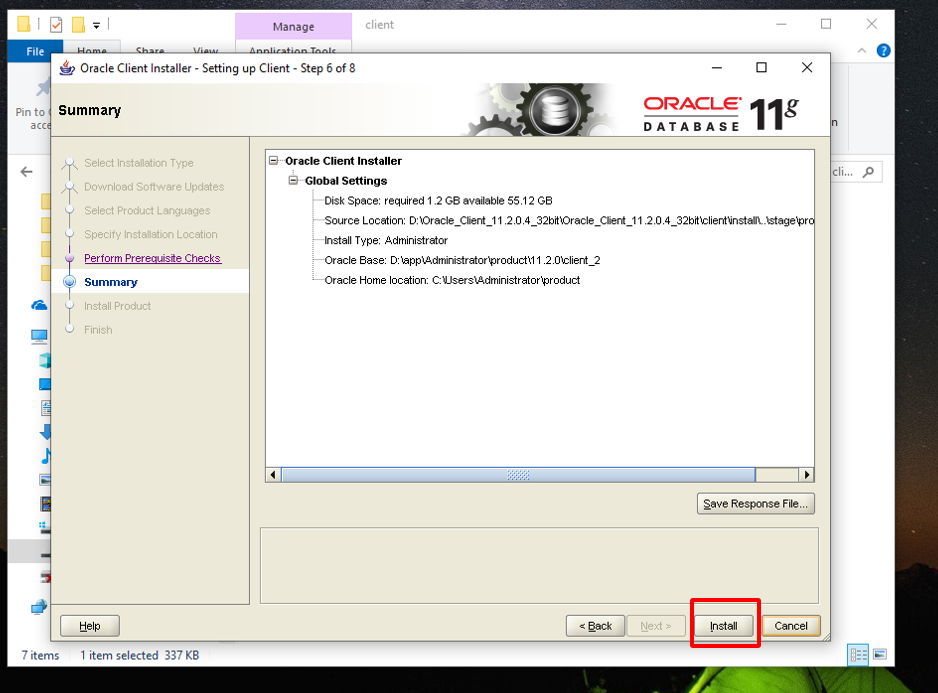 Manage
client
File
Home
Share
View
Application Tools
Pin to
acce
Oracle Client Installer - Setting up Client - Step 6 of 8
Summary
ORACLE
DATABASE
11g
cli...
Select Installation Type
Download Software Updates
Select Product Languages
Specify Installation Location
Perform Prerequisite Checks
Summary
Install Product
Finish
Oracle Client Installer
Global Settings
Disk Space: required 1.2 GB available 55.12 GB
Source Location: D:\Oracle_Client_11.2.0.4_32bit\Oracle_Client_11.2.0.4_32bit\client\install\..\stage\pro
Install Type: Administrator
Oracle Base: D:\app\Administrator\product\11.2.0\client_2
Oracle Home location: C:\Users\Administrator\product
Save Response File...
Help
< Back
Next >
Install
Cancel
7 items
1 item selected 337 KB